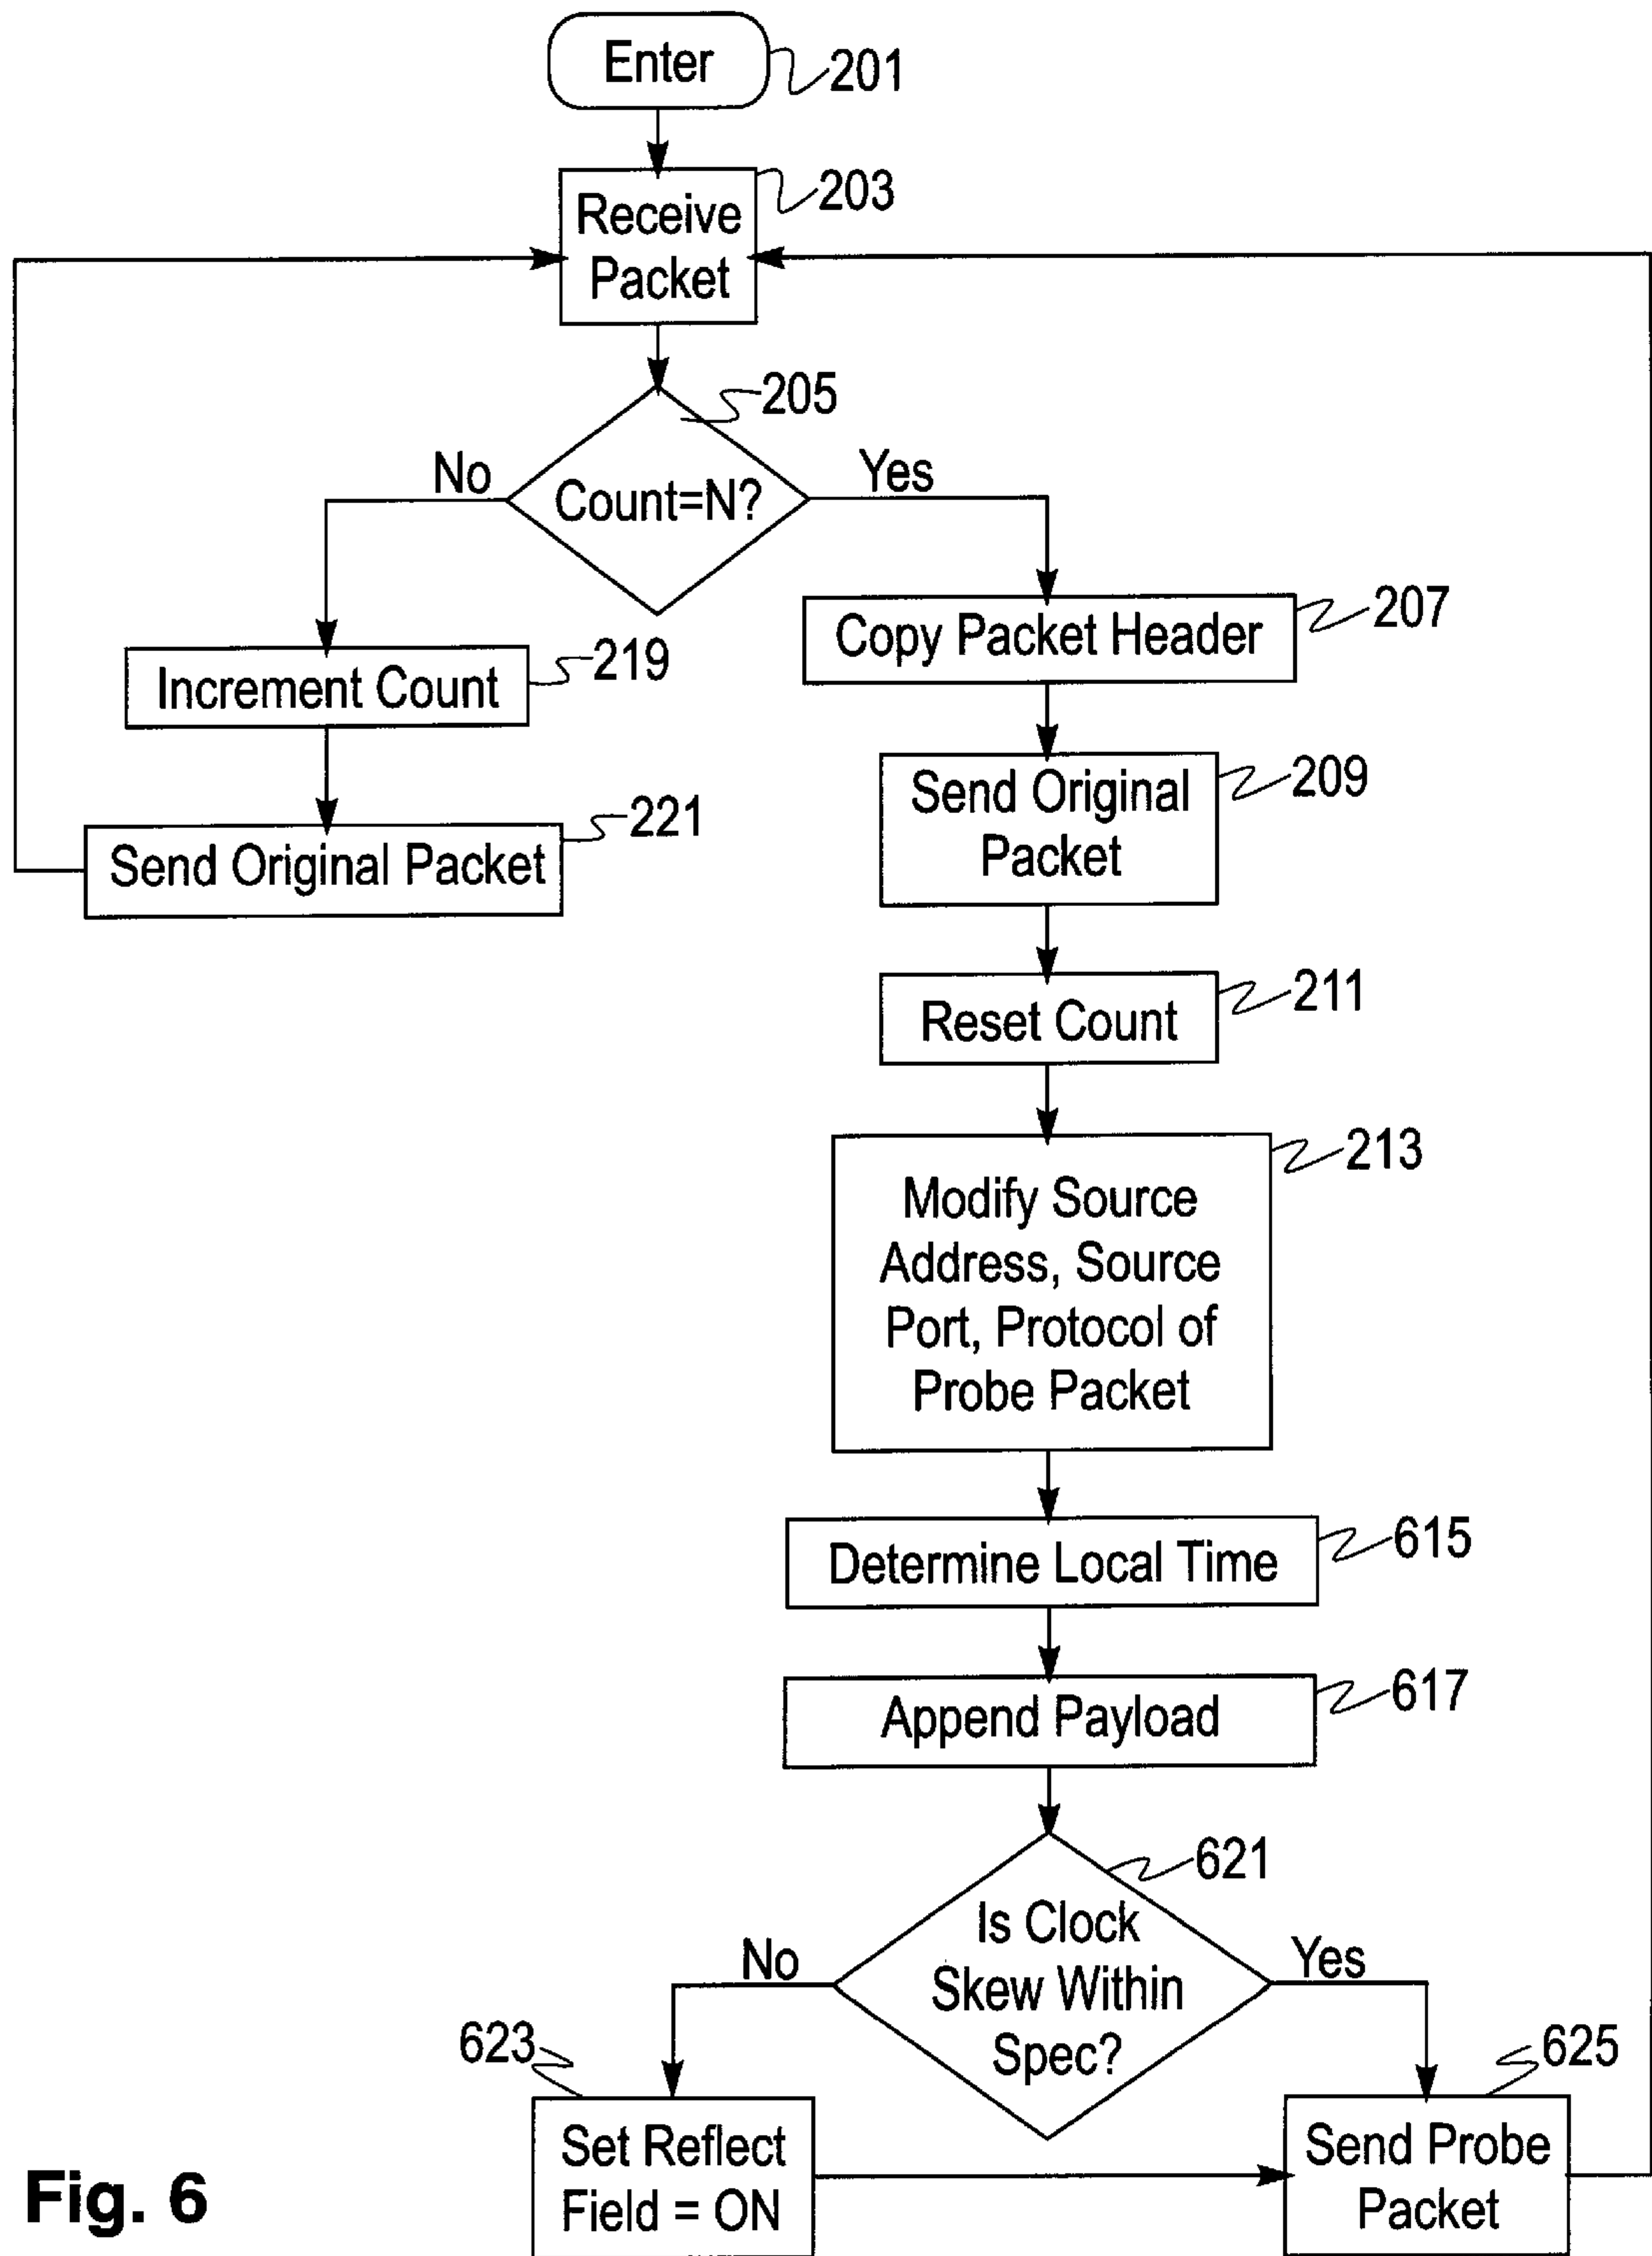 Enter
201
Receive
Packet
203
205
Count=N?
No
Yes
Copy Packet Header
207
Increment Count
219
Send Original
Packet
209
Send Original Packet
221
Reset Count
211
Modify Source
Address, Source
Port, Protocol of
Probe Packet
213
Determine Local Time
615
Append Payload
617
621
Is Clock
Skew Within
Spec?
No
Yes
623
Set Reflect
Field = ON
625
Send Probe
Packet
Fig. 6